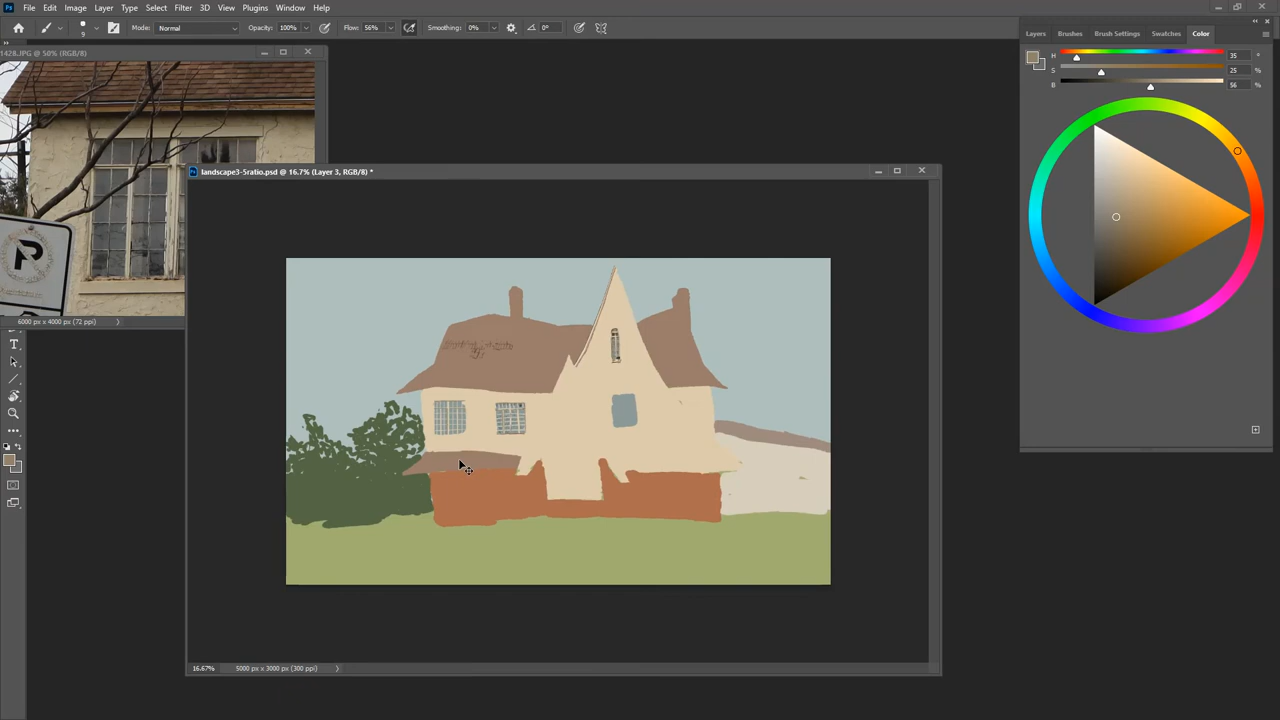 Ps File Edit Image Layer Type Select Filter 3D View Plugins Window Help
9 Mode: Normal Opacity: 100% Flow: 56% Smoothing: 0% 0°
1428.JPG @ 50% (RGB/8)
P
6000 px x 4000 px (72 ppi)
landscape3-5ratio.psd @ 16.7% (Layer 3, RGB/8) *
16.67% 5000 px x 3000 px (300 ppi)
Layers Brushes Brush Settings Swatches Color
H 35 °
S 25 %
B 56 %